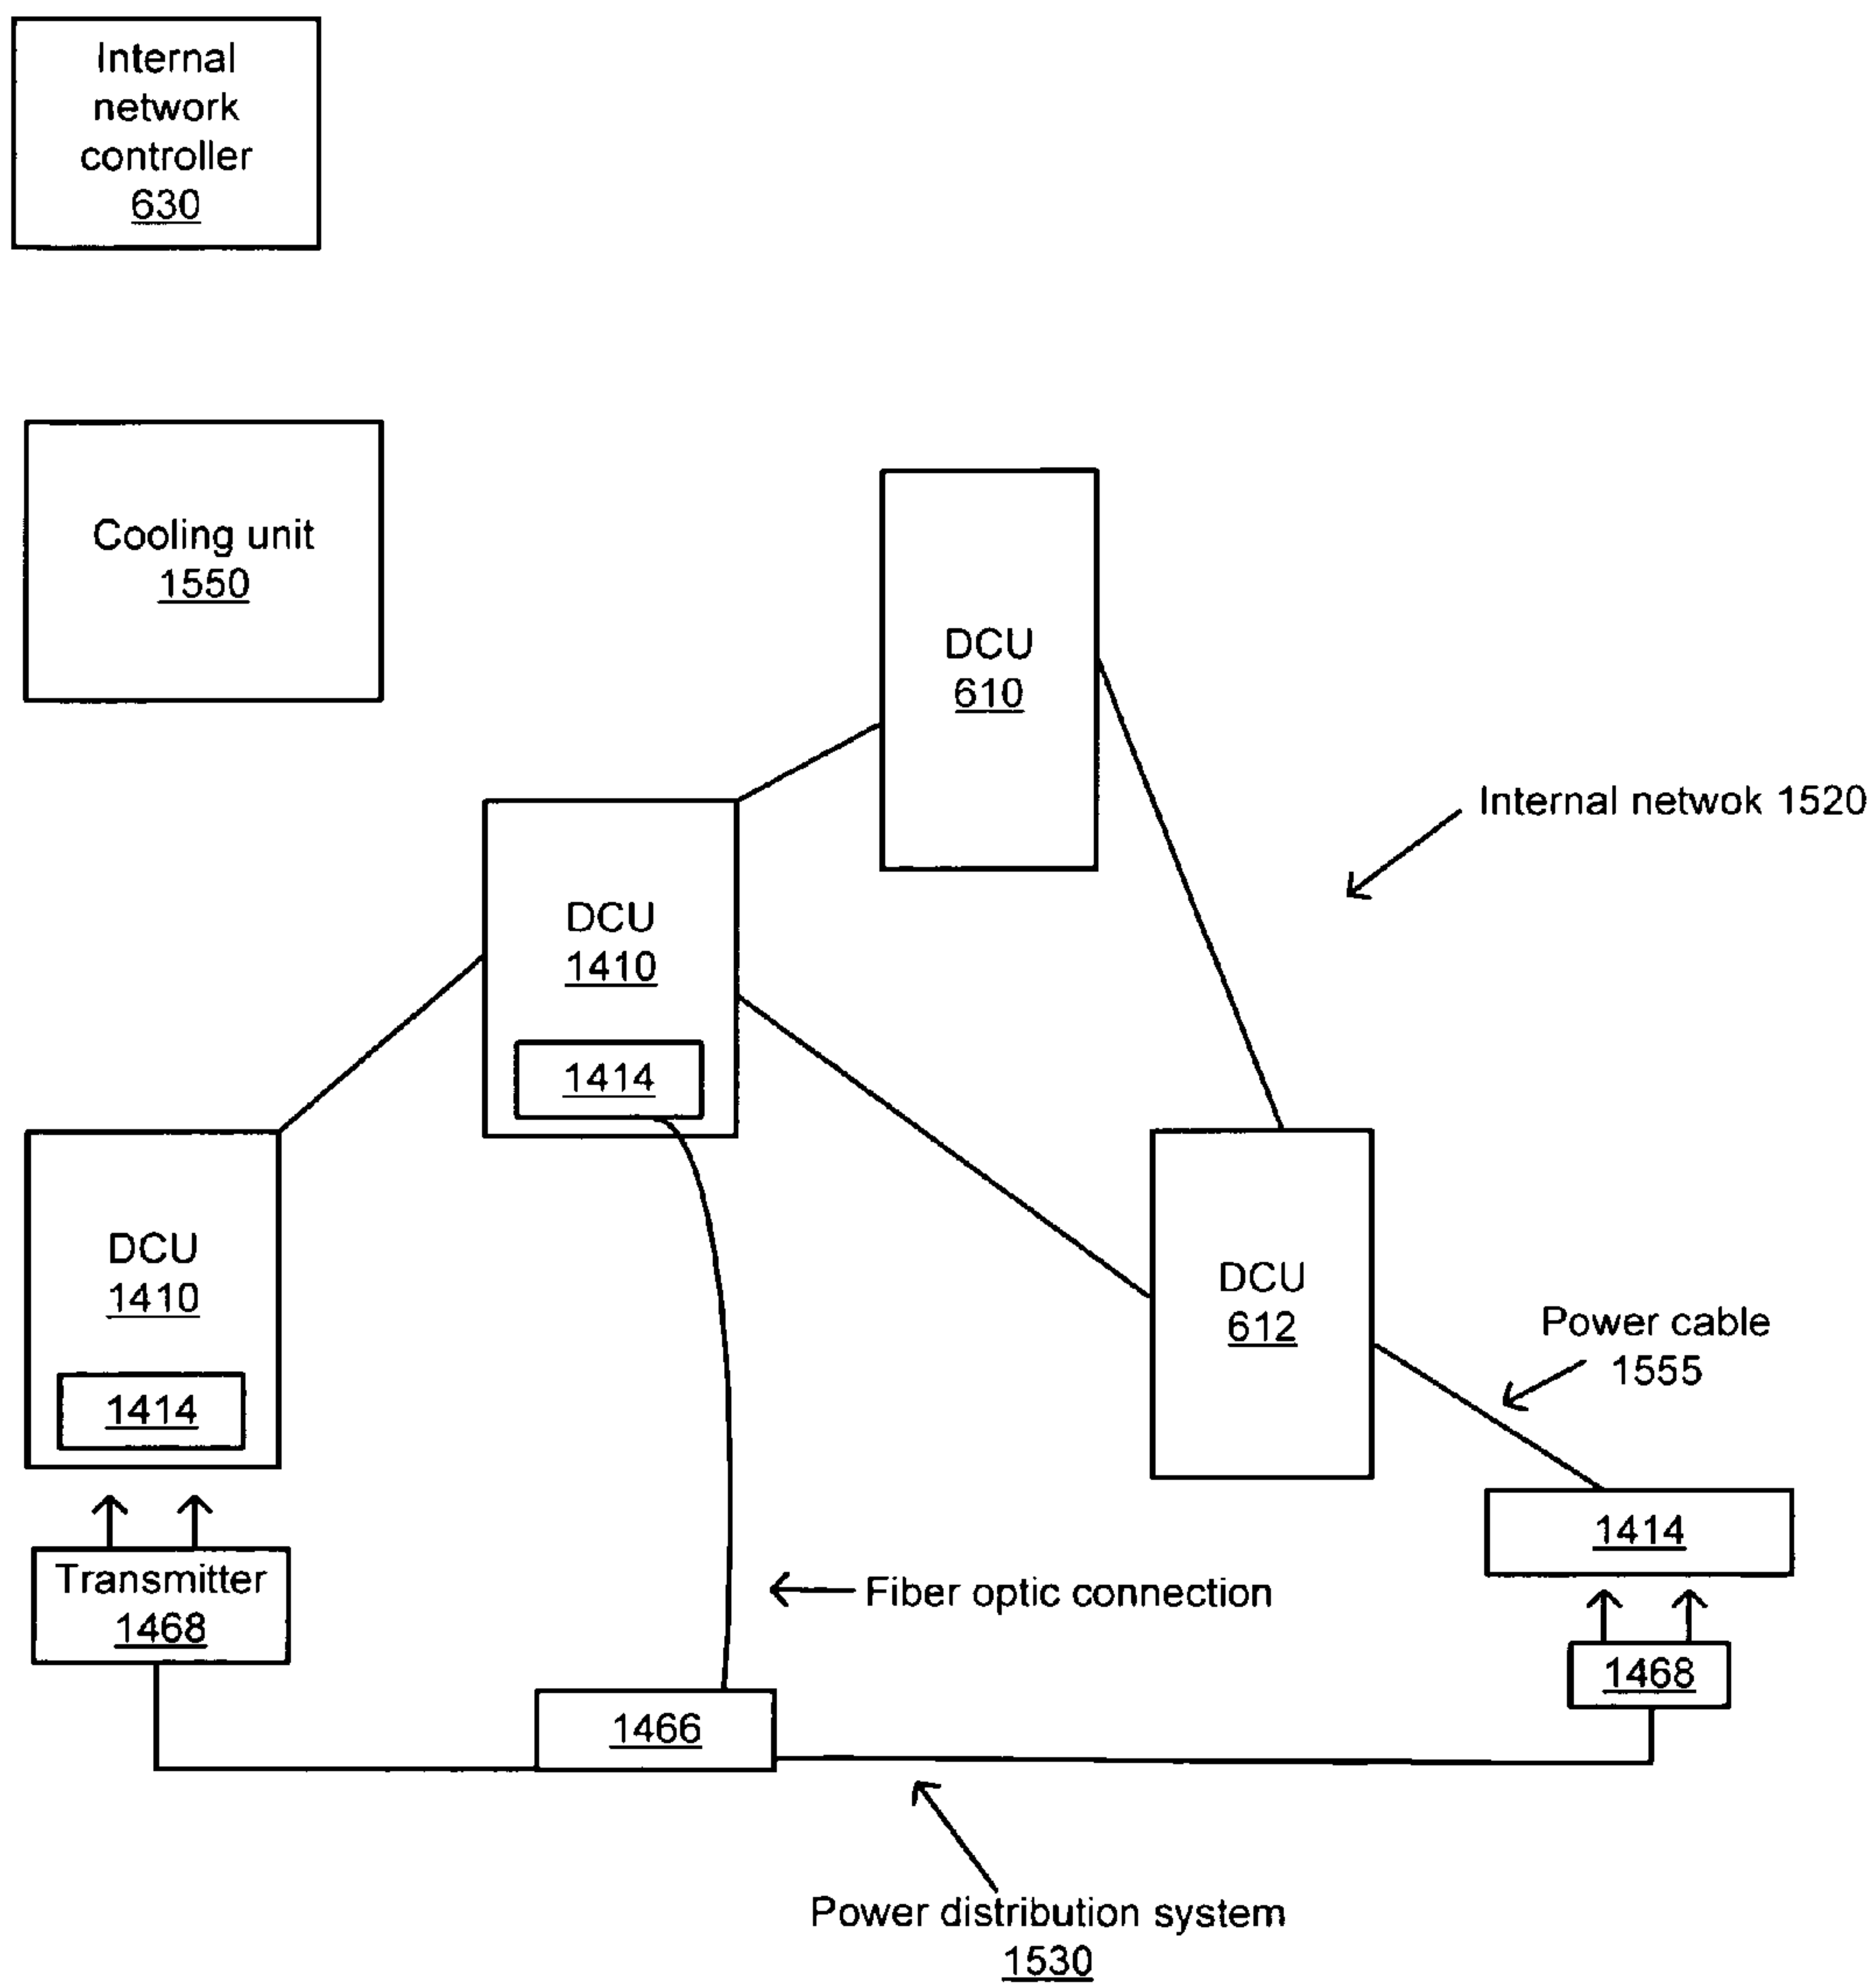 Internal
network
controller
630
Cooling unit
1550
DCU
610
Internal netwok 1520
DCU
1410
1414
DCU
1410
1414
DCU
612
Power cable
1555
1414
Transmitter
1468
Fiber optic connection
1468
1466
Power distribution system
1530